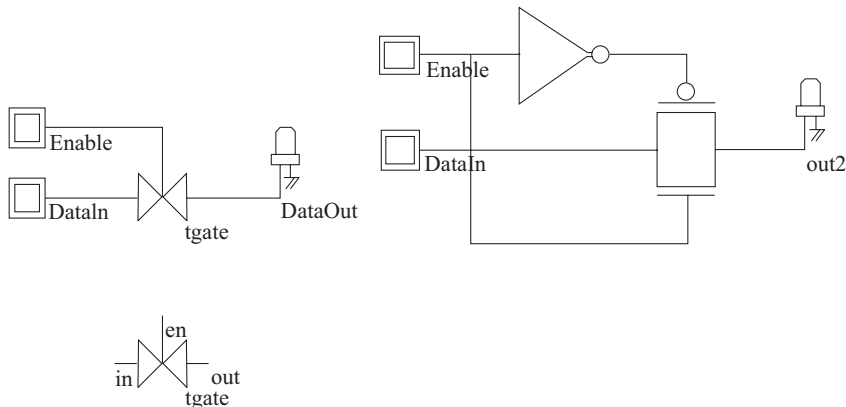 Enable
DataIn
tgate
DataOut
Enable
DataIn
out2
en
in
out
tgate